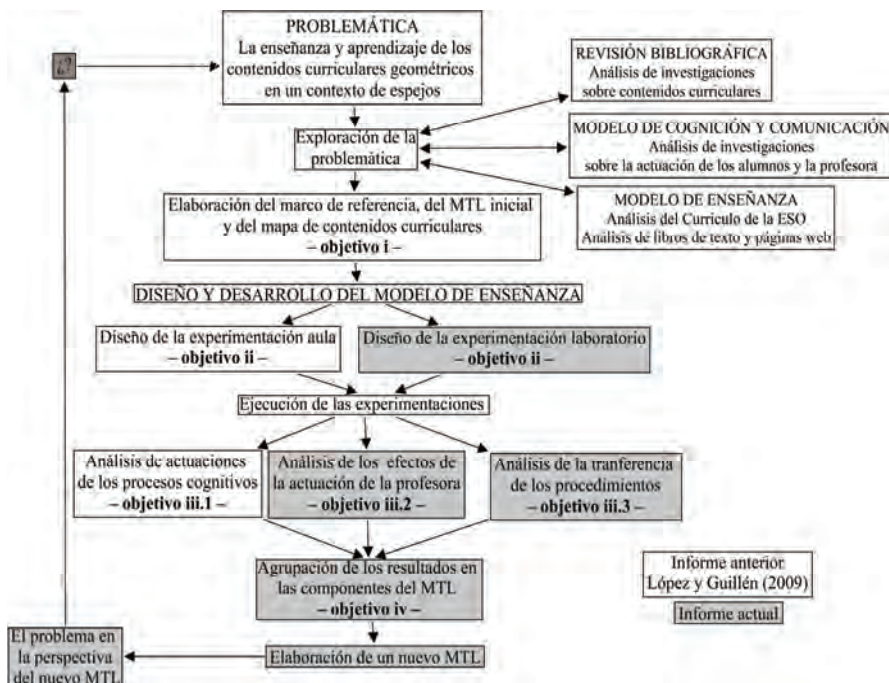 PROBLEMÁTICA
La enseñanza y aprendizaje de los
contenidos curriculares geométricos
en un contexto de espejos
¿?
REVISIÓN BIBLIOGRÁFICA
Análisis de investigaciones
sobre contenidos curriculares
Exploración de la
problemática
MODELO DE COGNICIÓN Y COMUNICACIÓN
Análisis de investigaciones
sobre la actuación de los alumnos y la profesora
MODELO DE ENSEÑANZA
Análisis del Currículo de la ESO
Análisis de libros de texto y páginas web
Elaboración del marco de referencia, del MTL inicial
y del mapa de contenidos curriculares
– objetivo i –
DISEÑO Y DESARROLLO DEL MODELO DE ENSEÑANZA
Diseño de la experimentación aula
– objetivo ii –
Diseño de la experimentación laboratorio
– objetivo ii –
Ejecución de las experimentaciones
Análisis de actuaciones
de los procesos cognitivos
– objetivo iii.1 –
Análisis de los efectos de
la actuación de la profesora
– objetivo iii.2 –
Análisis de la tranferencia
de los procedimientos
– objetivo iii.3 –
Agrupación de los resultados en
las componentes del MTL
– objetivo iv –
Informe anterior
López y Guillén (2009)
Informe actual
Elaboración de un nuevo MTL
El problema en
la perspectiva
del nuevo MTL